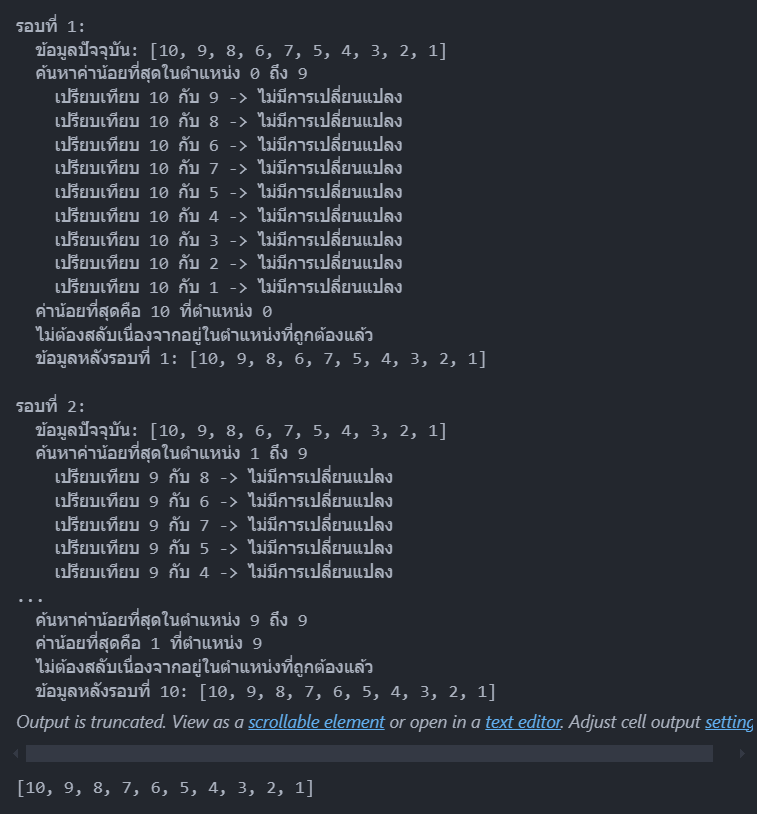 รอบที่ 1:
ข้อมูลปัจจุบัน: [10, 9, 8, 6, 7, 5, 4, 3, 2, 1]
ค้นหาค่าน้อยที่สุดในตำแหน่ง 0 ถึง 9
เปรียบเทียบ 10 กับ 9 -> ไม่มีการเปลี่ยนแปลง
เปรียบเทียบ 10 กับ 8 -> ไม่มีการเปลี่ยนแปลง
เปรียบเทียบ 10 กับ 6 -> ไม่มีการเปลี่ยนแปลง
เปรียบเทียบ 10 กับ 7 -> ไม่มีการเปลี่ยนแปลง
เปรียบเทียบ 10 กับ 5 -> ไม่มีการเปลี่ยนแปลง
เปรียบเทียบ 10 กับ 4 -> ไม่มีการเปลี่ยนแปลง
เปรียบเทียบ 10 กับ 3 -> ไม่มีการเปลี่ยนแปลง
เปรียบเทียบ 10 กับ 2 -> ไม่มีการเปลี่ยนแปลง
เปรียบเทียบ 10 กับ 1 -> ไม่มีการเปลี่ยนแปลง
ค่าน้อยที่สุดคือ 10 ที่ตำแหน่ง 0
ไม่ต้องสลับเนื่องจากอยู่ในตำแหน่งที่ถูกต้องแล้ว
ข้อมูลหลังรอบที่ 1: [10, 9, 8, 6, 7, 5, 4, 3, 2, 1]
รอบที่ 2:
ข้อมูลปัจจุบัน: [10, 9, 8, 6, 7, 5, 4, 3, 2, 1]
ค้นหาค่าน้อยที่สุดในตำแหน่ง 1 ถึง 9
เปรียบเทียบ 9 กับ 8 -> ไม่มีการเปลี่ยนแปลง
เปรียบเทียบ 9 กับ 6 -> ไม่มีการเปลี่ยนแปลง
เปรียบเทียบ 9 กับ 7 -> ไม่มีการเปลี่ยนแปลง
เปรียบเทียบ 9 กับ 5 -> ไม่มีการเปลี่ยนแปลง
เปรียบเทียบ 9 กับ 4 -> ไม่มีการเปลี่ยนแปลง
...
ค้นหาค่าน้อยที่สุดในตำแหน่ง 9 ถึง 9
ค่าน้อยที่สุดคือ 1 ที่ตำแหน่ง 9
ไม่ต้องสลับเนื่องจากอยู่ในตำแหน่งที่ถูกต้องแล้ว
ข้อมูลหลังรอบที่ 10: [10, 9, 8, 7, 6, 5, 4, 3, 2, 1]
Output is truncated. View as a scrollable element or open in a text editor. Adjust cell output setting
[10, 9, 8, 7, 6, 5, 4, 3, 2, 1]